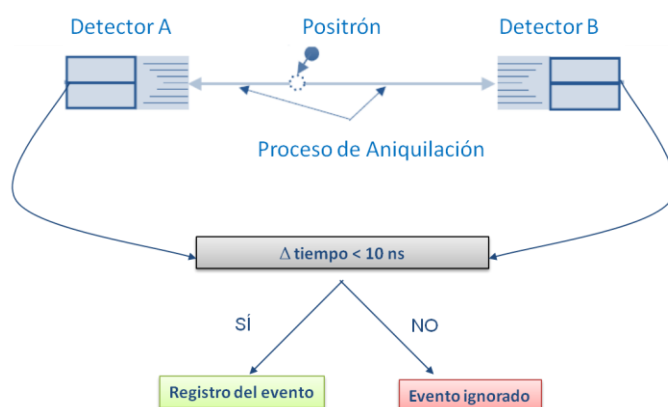 Detector A
Positrón
Detector B
Proceso de Aniquilación
Δ tiempo < 10 ns
SÍ
NO
Registro del evento
Evento ignorado